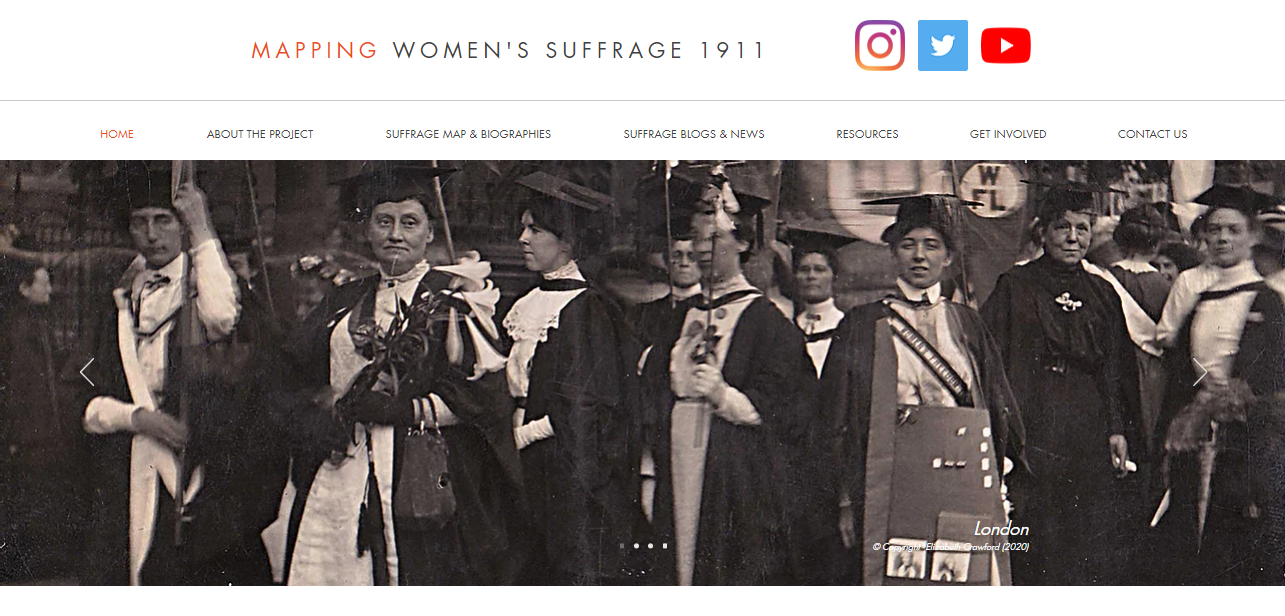 MAPPING WOMEN'S SUFFRAGE 1911
HOME ABOUT THE PROJECT SUFFRAGE MAP & BIOGRAPHIES SUFFRAGE BLOGS & NEWS RESOURCES GET INVOLVED CONTACT US
W
FL
London
© Copyright Elizabeth Crawford (2020)